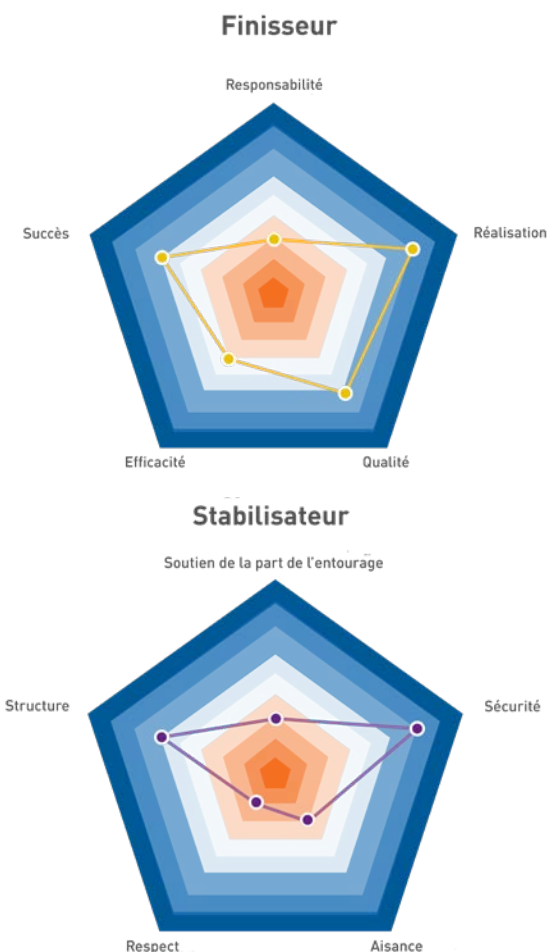 Finisseur
Responsabilité
Succès
Réalisation
Efficacité
Qualité
Stabilisateur
Soutien de la part de l'entourage
Structure
Sécurité
Respect
Aisance